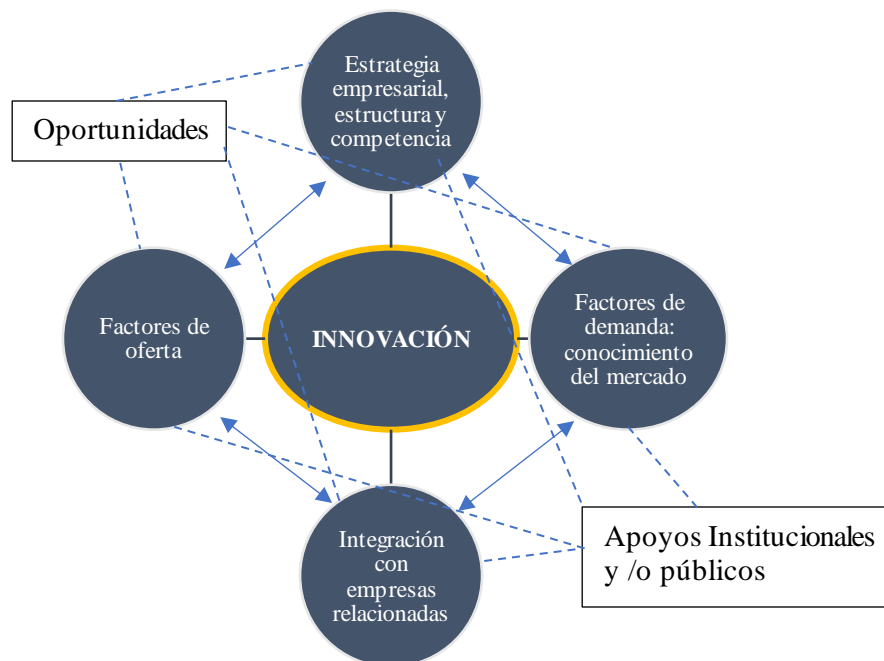 Estrategia
empresarial,
estructura y
competencia
Oportunidades
Factores de
oferta
INNOVACIÓN
Factores de
demanda:
conocimiento
del mercado
Integración
con
empresas
relacionadas
Apoyos Institucionales
y /o públicos